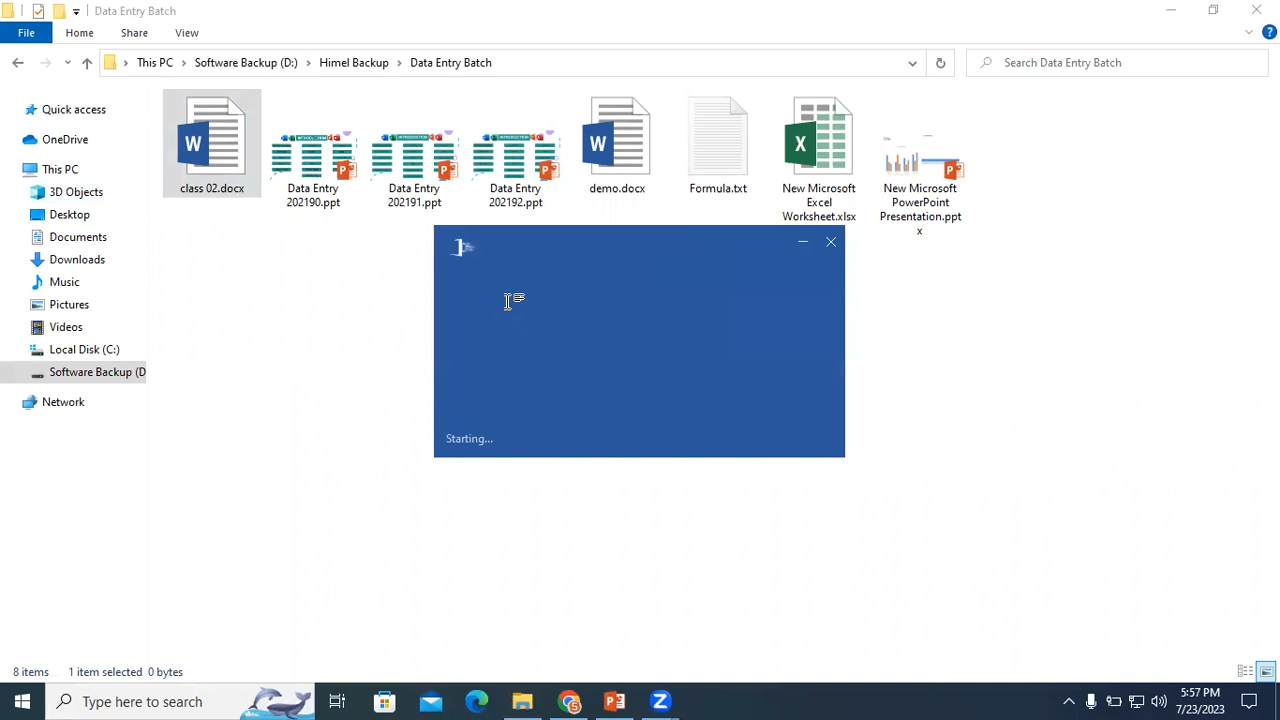 Data Entry Batch
File
Home
Share
View
This PC
Software Backup (D:)
Himel Backup
Data Entry Batch
Search Data Entry Batch
Quick access
OneDrive
This PC
3D Objects
Desktop
Documents
Downloads
Music
Pictures
Videos
Local Disk (C:)
Software Backup (D
Network
class 02.docx
Data Entry
202190.ppt
Data Entry
202191.ppt
Data Entry
202192.ppt
demo.docx
Formula.txt
New Microsoft
Excel
Worksheet.xlsx
New Microsoft
PowerPoint
Presentation.ppt
x
Starting...
8 items
1 item selected 0 bytes
Type here to search
5:57 PM
7/23/2023